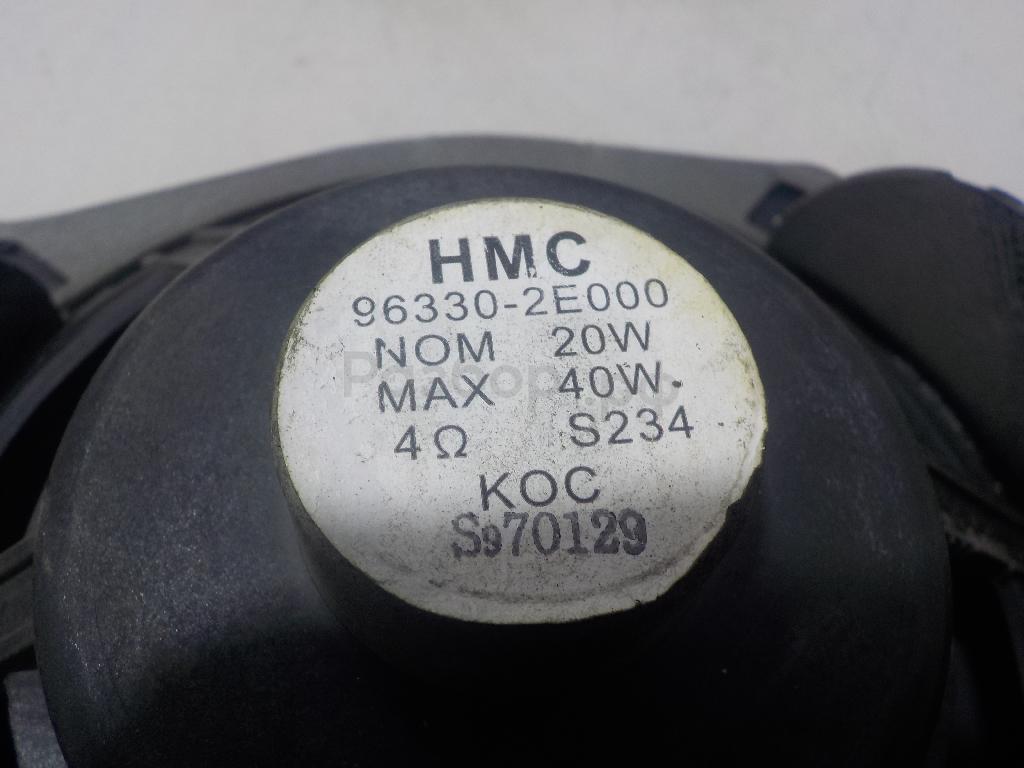 HMC
96330-2E000
NOM 20W
MAX 40W.
4Ω S234
KOC
S970129